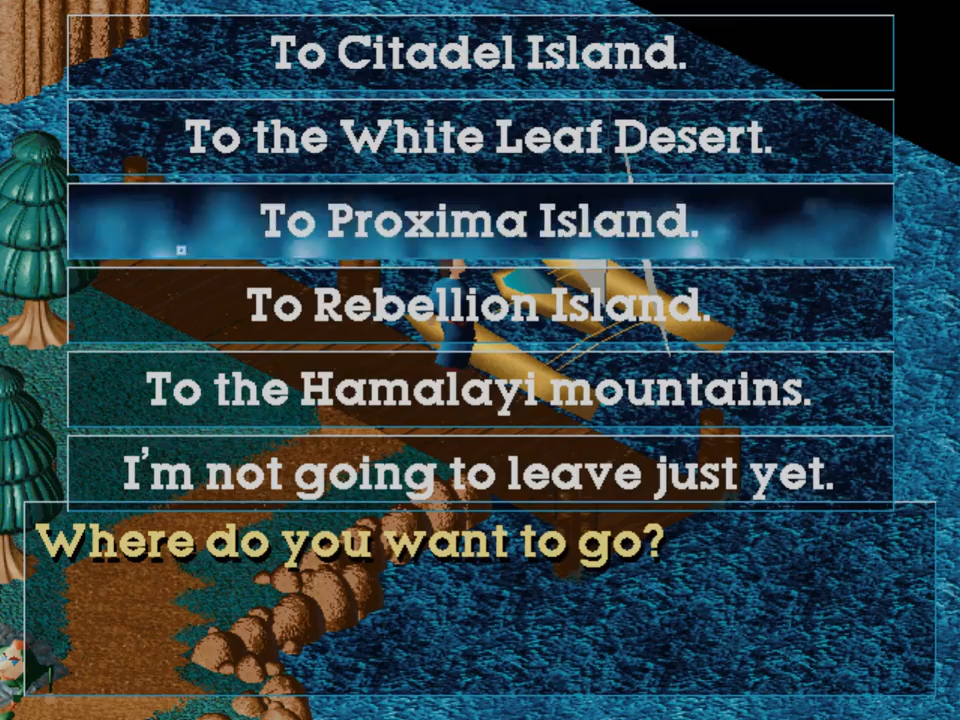 To Citadel Island.
To the White Leaf Desert.
To Proxima Island.
To Rebellion Island.
To the Hamalayi mountains.
I'm not going to leave just yet.
Where do you want to go?